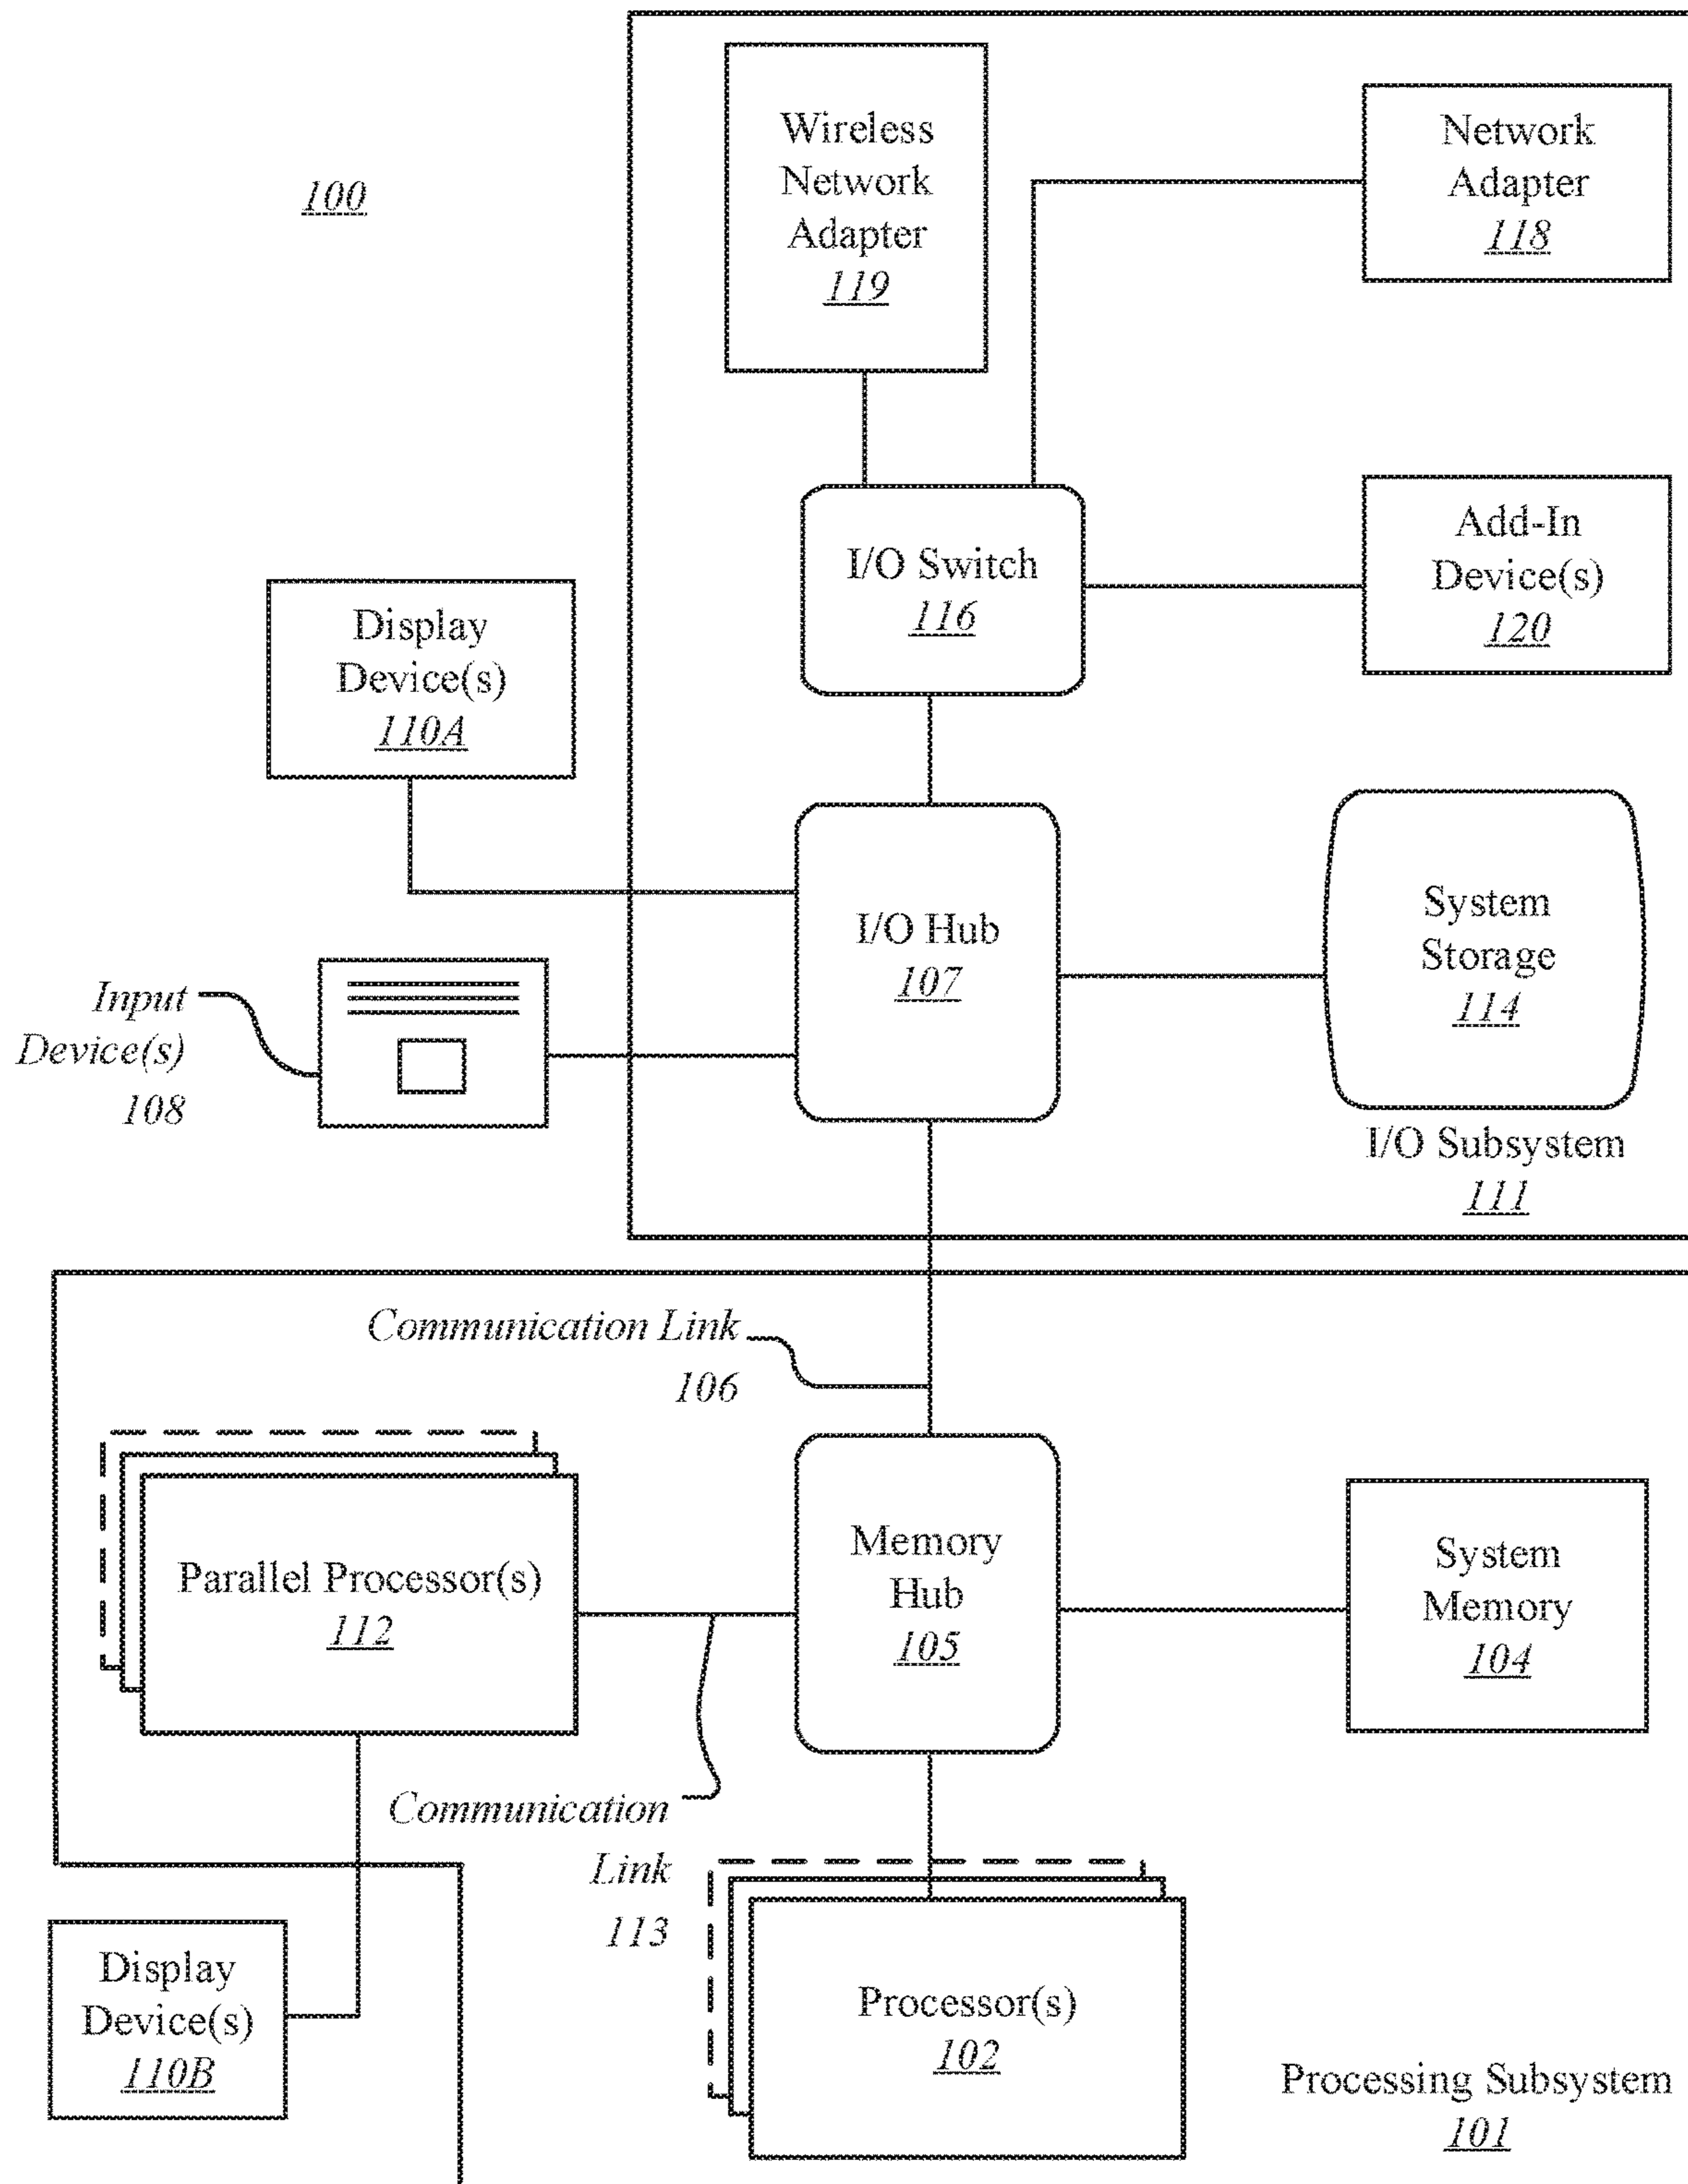 100
Wireless
Network
Adapter
119
Network
Adapter
118
I/O Switch
116
Add-In
Device(s)
120
Display
Device(s)
110A
I/O Hub
107
System
Storage
114
Input
Device(s)
108
I/O Subsystem
111
Communication Link
106
Parallel Processor(s)
112
Memory
Hub
105
System
Memory
104
Communication
Link
113
Display
Device(s)
110B
Processor(s)
102
Processing Subsystem
101